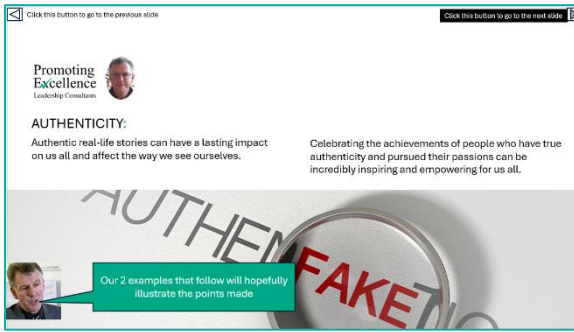 Click this button to go to the previous slide
Click this button to go to the next slide
Promoting
Excellence
Leadership Consultants
AUTHENTICITY:
Authentic real-life stories can have a lasting impact
on us all and affect the way we see ourselves.
Celebrating the achievements of people who have true
authenticity and pursued their passions can be
incredibly inspiring and empowering for us all.
AUTHENFAKETIC
Our 2 examples that follow will hopefully
illustrate the points made